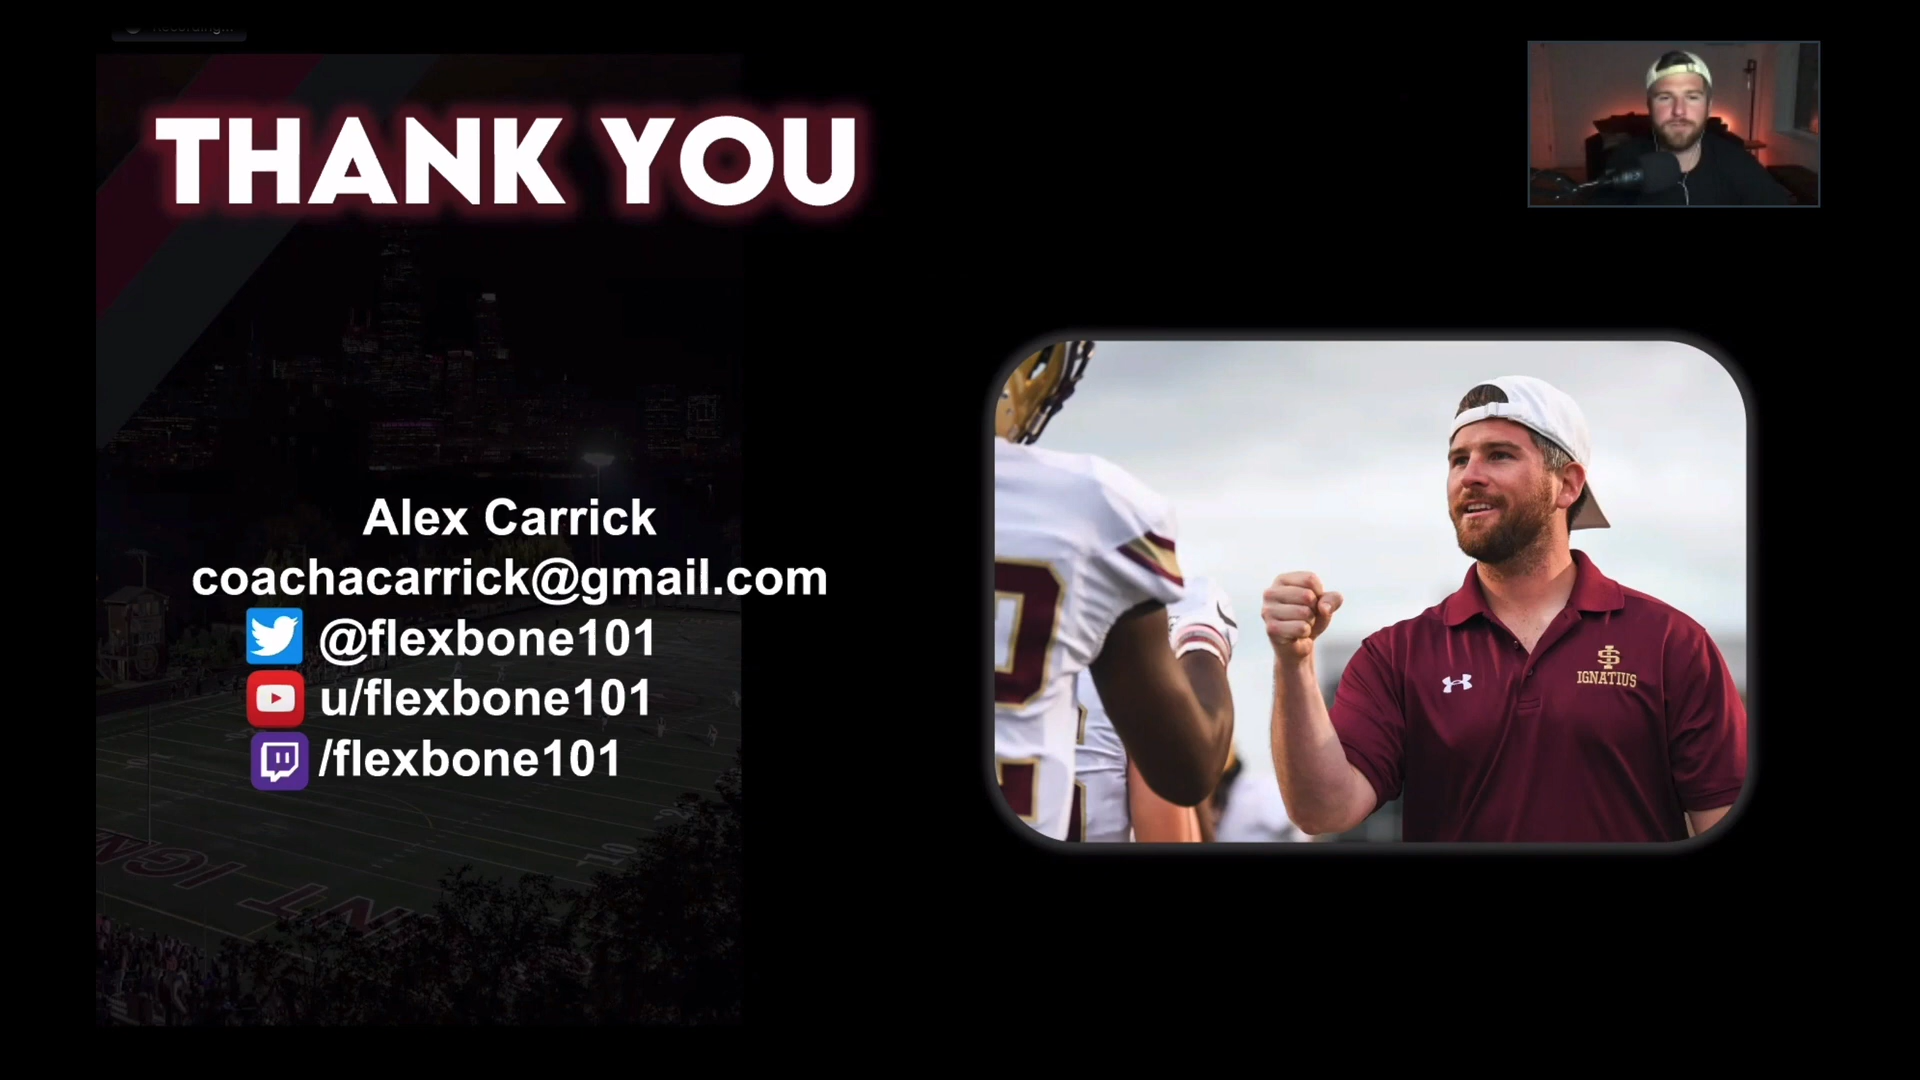 THANK YOU
Alex Carrick
coachacarrick@gmail.com
@flexbone101
u/flexbone101
/flexbone101
IGNATIUS